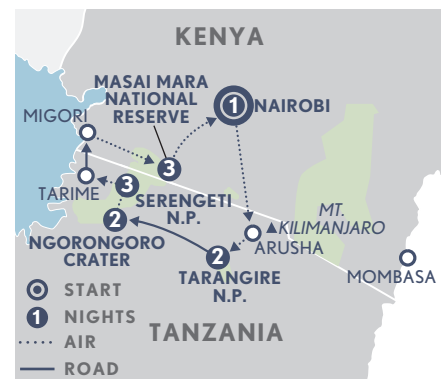 KENYA
MASAI MARA
NATIONAL
RESERVE
1
NAIROBI
MIGORI
3
TARIME
3
SERENGETI
N.P.
2
NGORONGORO
CRATER
MT.
KILIMANJARO
ARUSHA
2
TARANGIRE
N.P.
MOMBASA
TANZANIA
START
1 NIGHTS
AIR
ROAD